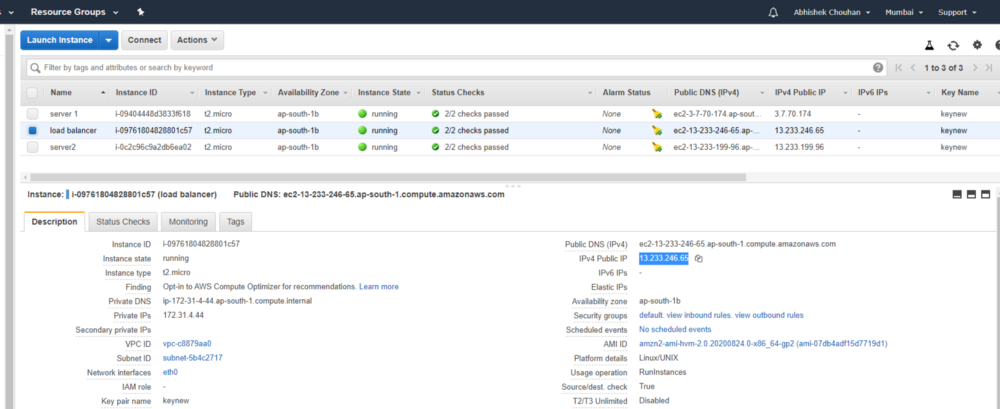 s Resource Groups Abhishek Chouhan Mumbai Support
Launch Instance Connect Actions
Filter by tags and attributes or search by keyword 1 to 3 of 3
Name Instance ID Instance Type Availability Zone Instance State Status Checks Alarm Status Public DNS (IPv4) IPv4 Public IP IPv6 IPs Key Name
server 1 i-09404448d3833f618 t2.micro ap-south-1b running 2/2 checks passed None ec2-3-7-70-174.ap-sout... 3.7.70.174 - keynew
load balancer i-09761804828801c57 t2.micro ap-south-1b running 2/2 checks passed None ec2-13-233-246-65.ap-... 13.233.246.65 - keynew
server2 i-0c2c96c9a2db6ea02 t2.micro ap-south-1b running 2/2 checks passed None ec2-13-233-199-96.ap-... 13.233.199.96 - keynew
Instance: i-09761804828801c57 (load balancer) Public DNS: ec2-13-233-246-65.ap-south-1.compute.amazonaws.com
Description Status Checks Monitoring Tags
Instance ID i-09761804828801c57 Public DNS (IPv4) ec2-13-233-246-65.ap-south-1.compute.amazonaws.com
Instance state running IPv4 Public IP 13.233.246.65
Instance type t2.micro IPv6 IPs -
Finding Opt-in to AWS Compute Optimizer for recommendations. Learn more Elastic IPs
Private DNS ip-172-31-4-44.ap-south-1.compute.internal Availability zone ap-south-1b
Private IPs 172.31.4.44 Security groups default. view inbound rules. view outbound rules
Secondary private IPs Scheduled events No scheduled events
VPC ID vpc-c8879aa0 AMI ID amzn2-ami-hvm-2.0.20200824.0-x86_64-gp2 (ami-07db4adf15d7719d1)
Subnet ID subnet-5b4c2717 Platform details Linux/UNIX
Network interfaces eth0 Usage operation RunInstances
IAM role - Source/dest. check True
Key pair name keynew T2/T3 Unlimited Disabled